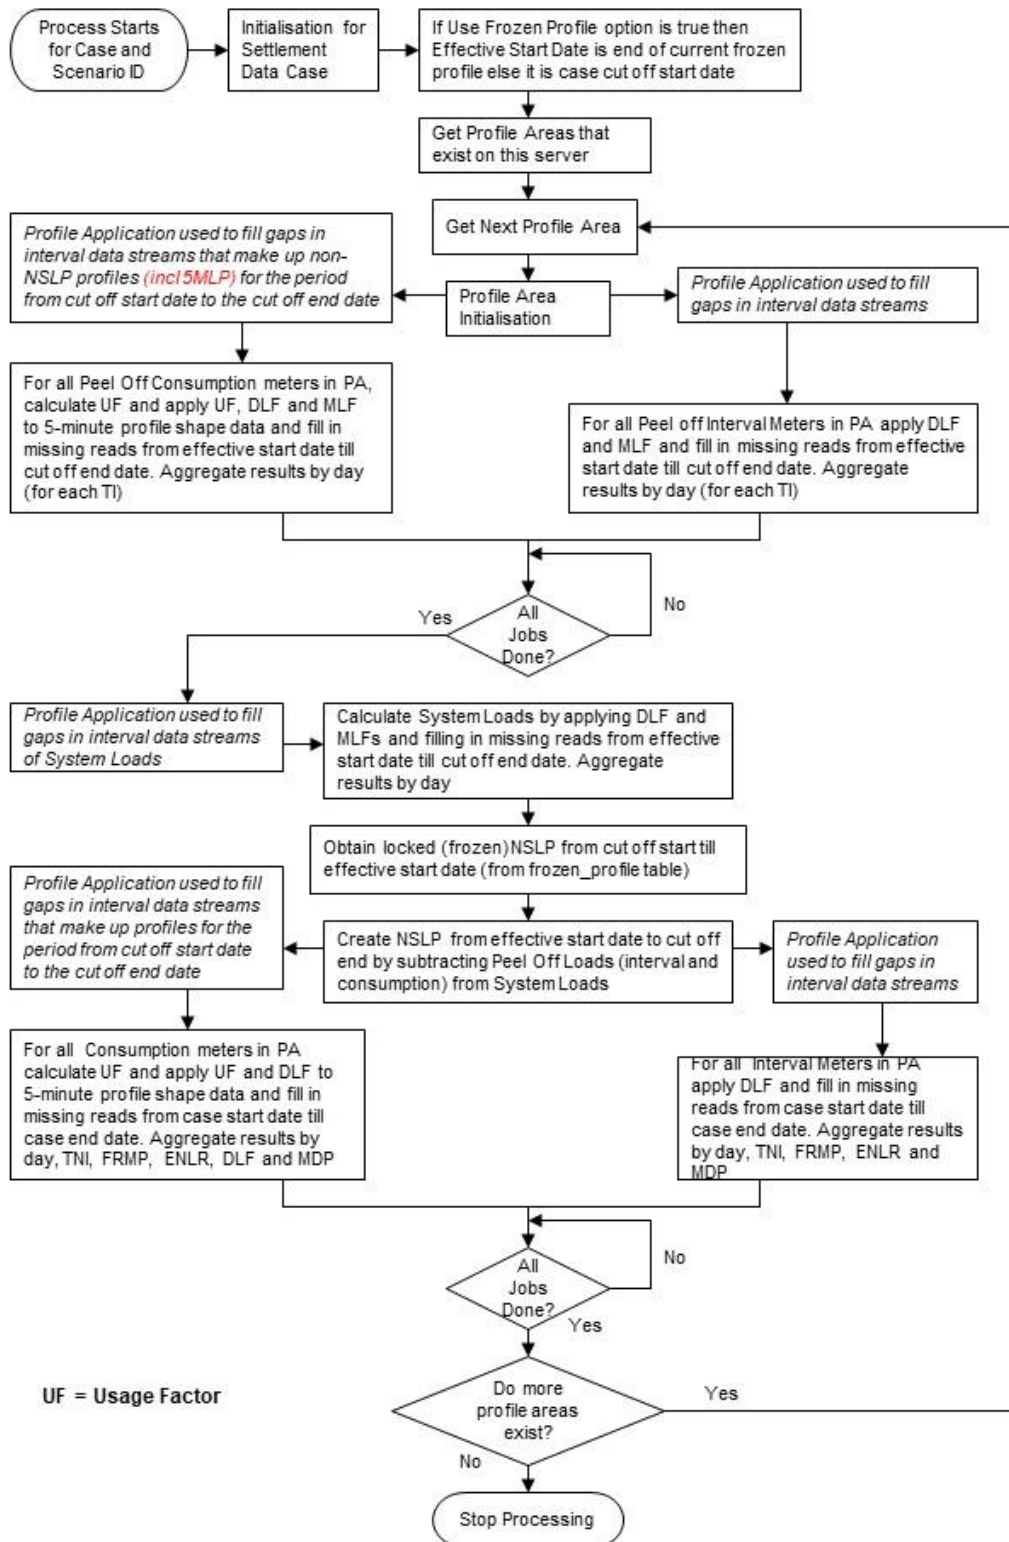 Process Starts
for Case and
Scenario ID
Initialisation for
Settlement
Data Case
If Use Frozen Profile option is true then
Effective Start Date is end of current frozen
profile else it is case cut off start date
Get Profile Areas that
exist on this server
Get Next Profile Area
Profile Application used to fill gaps in
interval data streams that make up non-
NSLP profiles (incl 5MLP) for the period
from cut off start date to the cut off end date
Profile Area
Initialisation
Profile Application used to fill
gaps in interval data streams
For all Peel Off Consumption meters in PA,
calculate UF and apply UF, DLF and MLF
to 5-minute profile shape data and fill in
missing reads from effective start date till
cut off end date. Aggregate results by day
(for each TI)
For all Peel off Interval Meters in PA apply DLF
and MLF and fill in missing reads from effective
start date till cut off end date. Aggregate
results by day (for each TI)
All
Jobs
Done?
No
Yes
Profile Application used to fill
gaps in interval data streams
of System Loads
Calculate System Loads by applying DLF and
MLFs and filling in missing reads from effective
start date till cut off end date. Aggregate
results by day
Obtain locked (frozen) NSLP from cut off start till
effective start date (from frozen_profile table)
Profile Application used to fill
gaps in interval data streams
that make up profiles for the
period from cut off start date
to the cut off end date
Create NSLP from effective start date to cut off
end by subtracting Peel Off Loads (interval and
consumption) from System Loads
Profile Application
used to fill gaps in
interval data streams
For all Consumption meters in PA
calculate UF and apply UF and DLF to
5-minute profile shape data and fill in
missing reads from case start date till
case end date. Aggregate results by
day, TNI, FRMP, ENLR, DLF and MDP
For all Interval Meters in PA
apply DLF and fill in missing
reads from case start date till
case end date. Aggregate results
by day, TNI, FRMP, ENLR and
MDP
All
Jobs
Done?
No
Yes
UF = Usage Factor
Do more
profile areas
exist?
Yes
No
Stop Processing